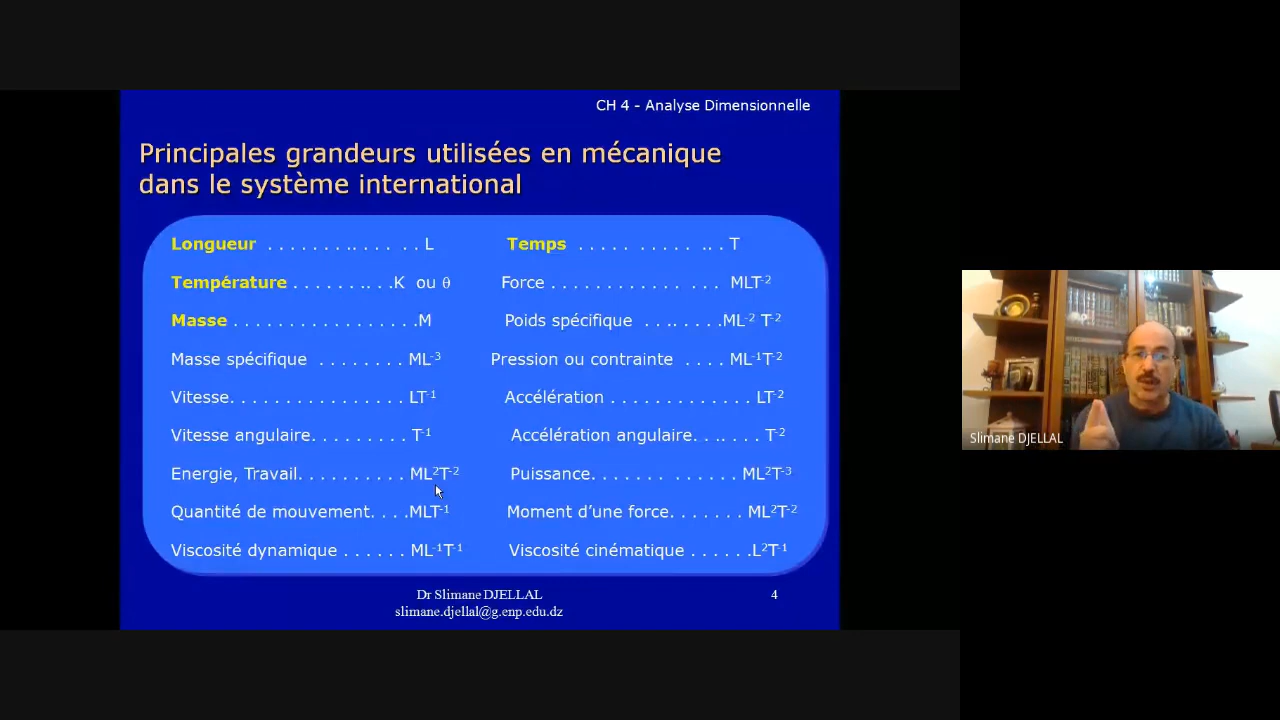 CH 4 - Analyse Dimensionnelle
Principales grandeurs utilisées en mécanique
dans le système international
Longueur . . . . . . . .. . . . . . . L
Temps . . . . . . . . . . .. . T
Température . . . . . . .. . .K ou θ
Force . . . . . . . . . . . . . . . MLT⁻²
Masse . . . . . . . . . . . . . . . . .M
Poids spécifique . . .. . . . .ML⁻² T⁻²
Masse spécifique . . . . . . . . ML⁻³
Pression ou contrainte . . . . ML⁻¹T⁻²
Vitesse. . . . . . . . . . . . . . . . LT⁻¹
Accélération . . . . . . . . . . . . . LT⁻²
Vitesse angulaire. . . . . . . . . T⁻¹
Accélération angulaire. . .. . . . T⁻²
Energie, Travail. . . . . . . . . . ML²T⁻²
Puissance. . . . . . . . . . . . . ML²T⁻³
Quantité de mouvement. . . .MLT⁻¹
Moment d’une force. . . . . . . ML²T⁻²
Viscosité dynamique . . . . . . ML⁻¹T⁻¹
Viscosité cinématique . . . . . .L²T⁻¹
Dr Slimane DJELLAL
slimane.djellal@g.enp.edu.dz
4
Slimane DJELLAL